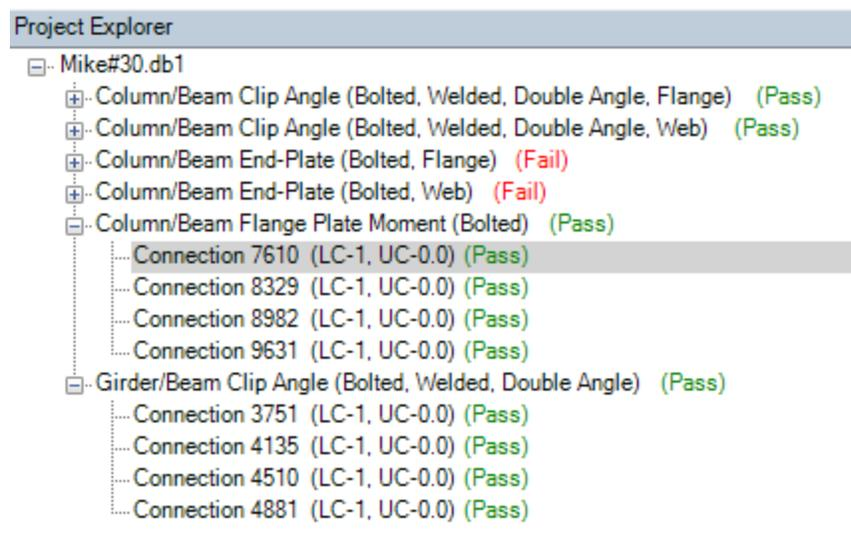 Project Explorer
Mike#30.db1
Column/Beam Clip Angle (Bolted, Welded, Double Angle, Flange) (Pass)
Column/Beam Clip Angle (Bolted, Welded, Double Angle, Web) (Pass)
Column/Beam End-Plate (Bolted, Flange) (Fail)
Column/Beam End-Plate (Bolted, Web) (Fail)
Column/Beam Flange Plate Moment (Bolted) (Pass)
Connection 7610 (LC-1, UC-0.0) (Pass)
Connection 8329 (LC-1, UC-0.0) (Pass)
Connection 8982 (LC-1, UC-0.0) (Pass)
Connection 9631 (LC-1, UC-0.0) (Pass)
Girder/Beam Clip Angle (Bolted, Welded, Double Angle) (Pass)
Connection 3751 (LC-1, UC-0.0) (Pass)
Connection 4135 (LC-1, UC-0.0) (Pass)
Connection 4510 (LC-1, UC-0.0) (Pass)
Connection 4881 (LC-1, UC-0.0) (Pass)